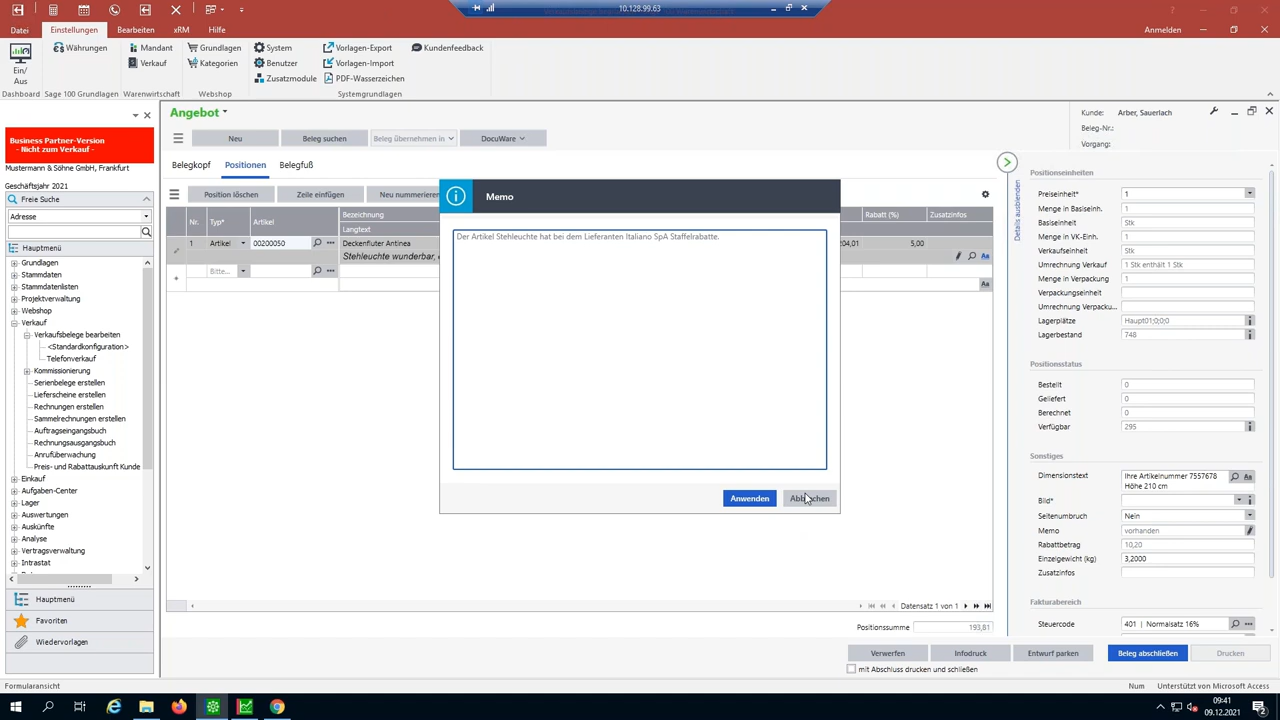 10.128.99.63
Datei
Einstellungen
Bearbeiten
xRM
Hilfe
Anmelden
Ein/
Aus
Währungen
Mandant
Verkauf
Grundlagen
Kategorien
System
Benutzer
Zusatzmodule
Vorlagen-Export
Vorlagen-Import
PDF-Wasserzeichen
Kundenfeedback
Dashboard
Sage 100 Grundlagen
Warenwirtschaft
Webshop
Systemgrundlagen
Business Partner-Version
- Nicht zum Verkauf -
Mustermann & Söhne GmbH, Frankfurt
Geschäftsjahr 2021
Freie Suche
Adresse
Hauptmenü
Grundlagen
Stammdaten
Stammdatenlisten
Projektverwaltung
Webshop
Verkauf
Verkaufsbelege bearbeiten
<Standardkonfiguration>
Telefonverkauf
Kommissionierung
Serienbelege erstellen
Lieferscheine erstellen
Rechnungen erstellen
Sammelrechnungen erstellen
Auftragseingangsbuch
Rechnungsausgangsbuch
Anrufüberwachung
Preis- und Rabattauskunft Kunde
Einkauf
Aufgaben-Center
Lager
Auswertungen
Auskünfte
Analyse
Vertragsverwaltung
Intrastat
Hauptmenü
Favoriten
Wiedervorlagen
Formularansicht
Angebot
Kunde: Arber, Sauerlach
Beleg-Nr.:
Vorgang:
Neu
Beleg suchen
Beleg übernehmen in
DocuWare
Belegkopf
Positionen
Belegfuß
Position löschen
Zeile einfügen
Neu nummerieren
Nr. Typ* Artikel Bezeichnung Rabatt (%) Zusatzinfos
Langtext
1 Artikel 00200050 Deckenfluter Antinea 204,01 5,00
Stehleuchte wunderbar,
Aa
Bitte...
Aa
Memo
Der Artikel Stehleuchte hat bei dem Lieferanten Italiano SpA Staffelrabatte.
Anwenden
Abbrechen
Details ausblenden
Positionseinheiten
Preiseinheit* 1
Menge in Basiseinh. 1
Basiseinheit Stk
Menge in VK-Einh. 1
Verkaufseinheit Stk
Umrechnung Verkauf 1 Stk enthält 1 Stk
Menge in Verpackung 1
Verpackungseinheit
Umrechnung Verpacku...
Lagerplätze Haupt01;0;0;0
Lagerbestand 748
Positionsstatus
Bestellt 0
Geliefert 0
Berechnet 0
Verfügbar 295
Sonstiges
Dimensionstext Ihre Artikelnummer 7557678 Aa
Höhe 210 cm
Bild*
Seitenumbruch Nein
Memo vorhanden
Rabattbetrag 10,20
Einzelgewicht (kg) 3,2000
Zusatzinfos
Fakturabereich
Steuercode 401 | Normalsatz 16%
Datensatz 1 von 1
Positionssumme 193,81
Verwerfen
Infodruck
Entwurf parken
Beleg abschließen
Drucken
mit Abschluss drucken und schließen
Num
Unterstützt von Microsoft Access
09:41
09.12.2021
2